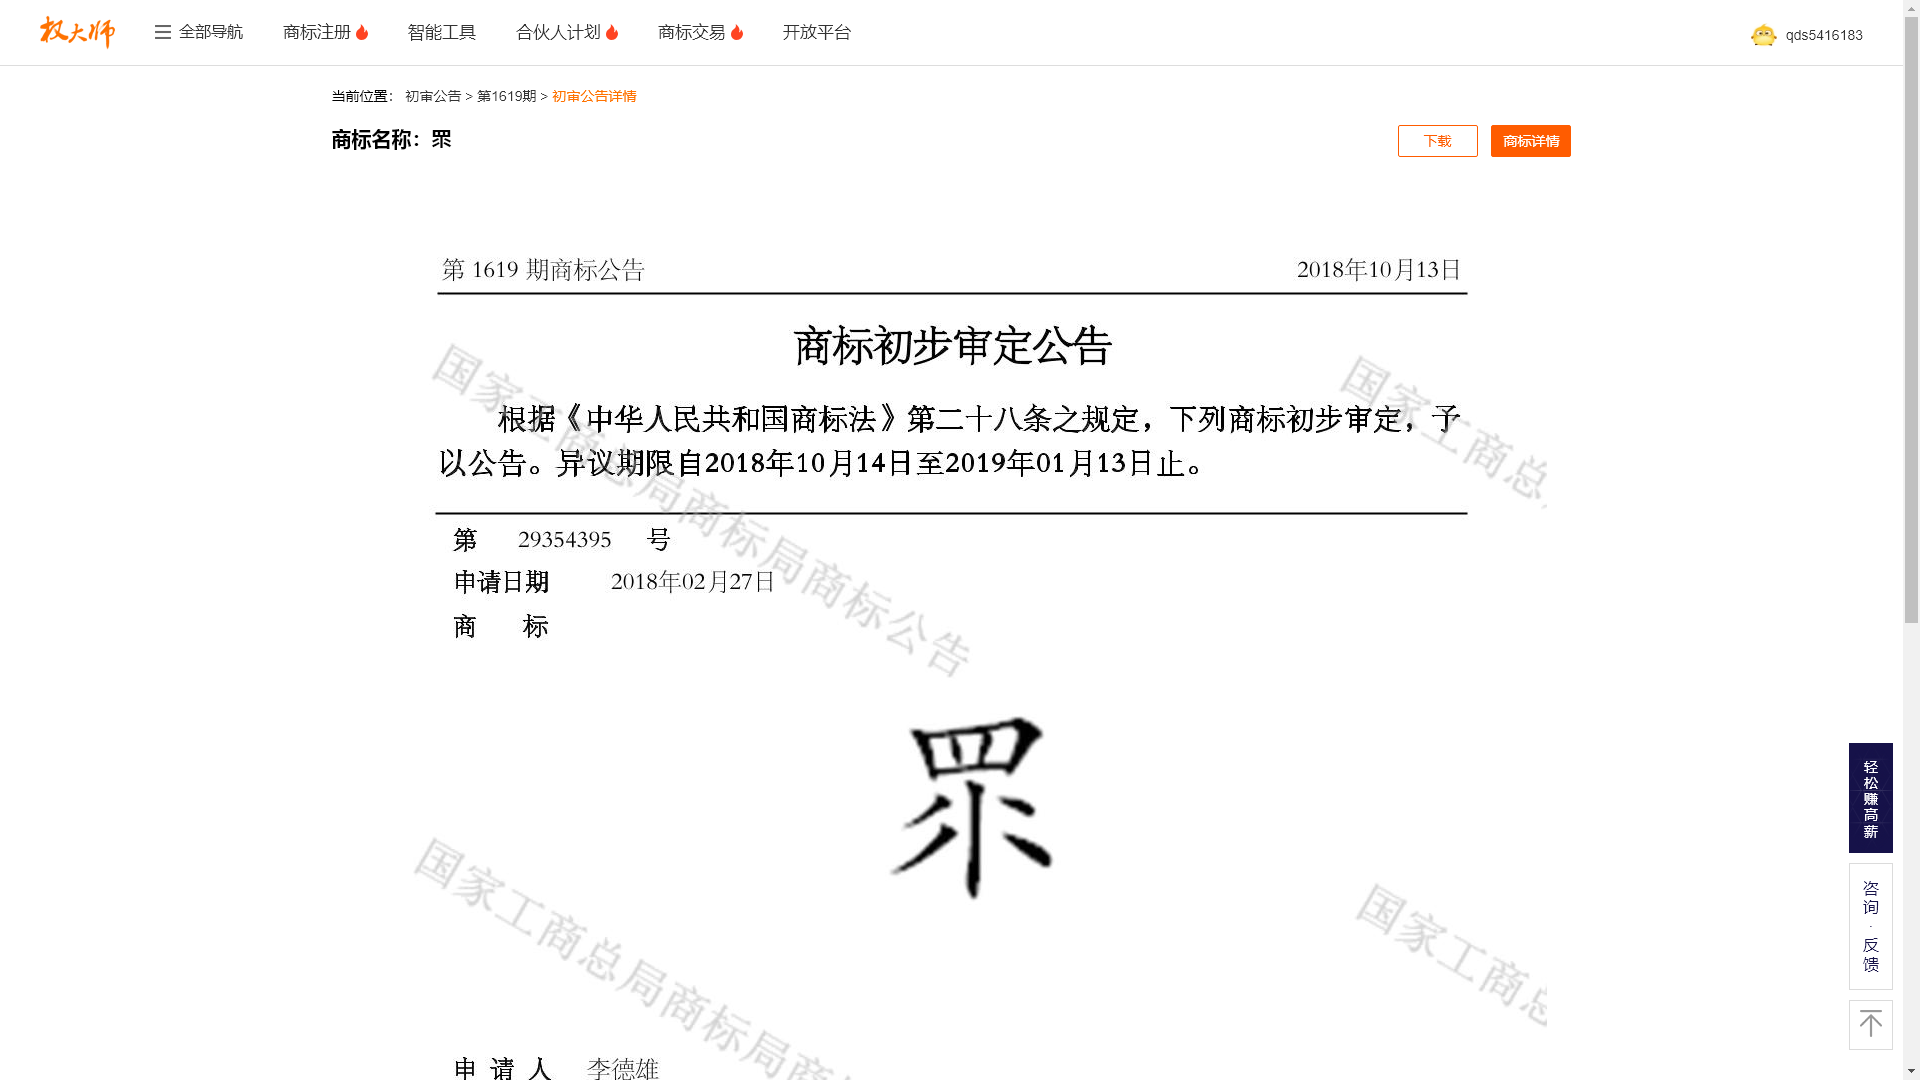 权大师
全部导航
商标注册
智能工具
合伙人计划
商标交易
开放平台
qds5416183
当前位置： 初审公告 > 第1619期 > 初审公告详情
商标名称：罘
下载
商标详情
第 1619 期商标公告
2018年10月13日
商标初步审定公告
根据《中华人民共和国商标法》第二十八条之规定，下列商标初步审定，予
以公告。异议期限自2018年10月14日至2019年01月13日止。
第 29354395 号
申请日期 2018年02月27日
商 标
申 请 人 李德雄
国家工商总局商标局商标公告
国家工商总
国家工商总局商标局商
国家工商总
轻松赚高薪
咨询·反馈